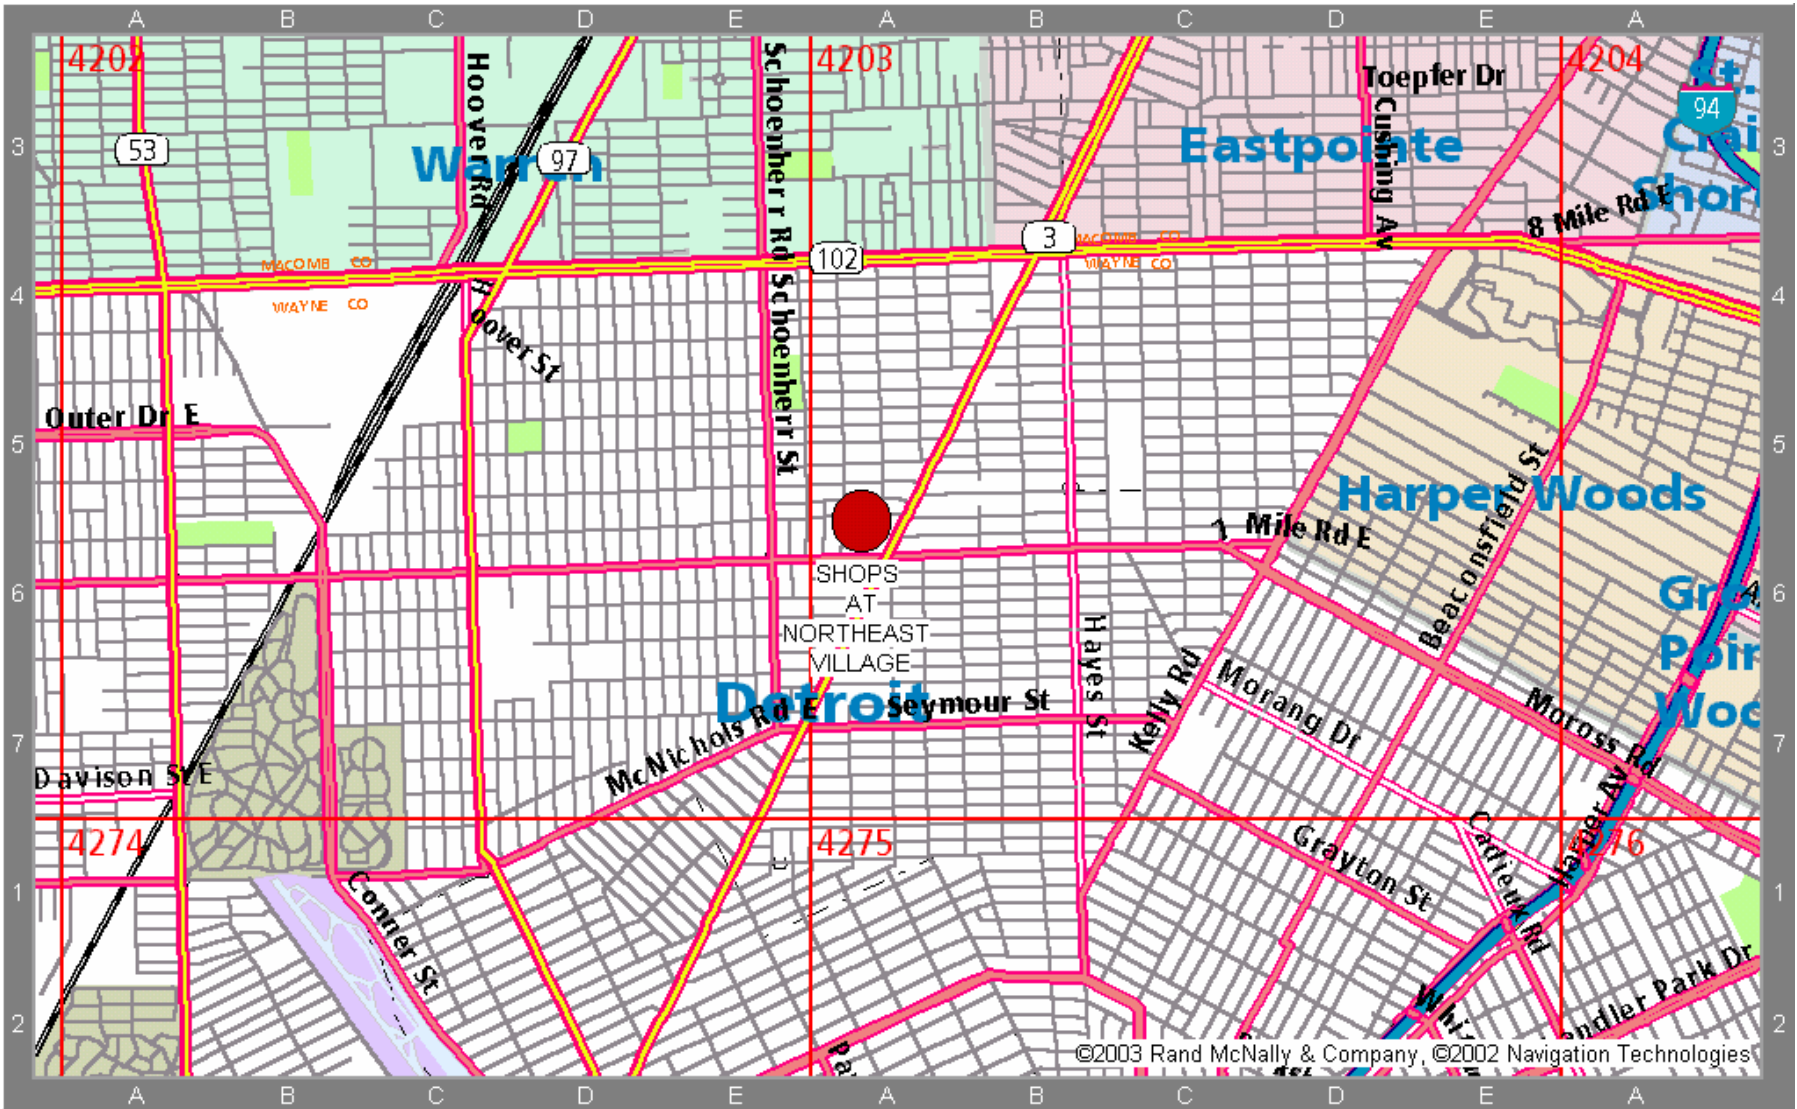 A B C D E A B C D E A
4202
4203
4204
Hoover Rd
Schoenherr Rd
Toepfer Dr
Cushing Av
94
3
53
Warren
97
Eastpointe
3
8 Mile Rd E
3
102
MACOMB CO
WAYNE CO
MACOMB CO
WAYNE CO
4
Hoover St
Schoenherr St
4
Outer Dr E
5
5
Harper Woods
Beaconsfield St
7 Mile Rd E
SHOPS
AT
NORTHEAST
VILLAGE
6
6
Detroit
Seymour St
McNichols Rd E
Hayes St
Kelly Rd
Morang Dr
Moross Rd
7
7
Davison St E
Harper Av
4274
4275
4276
Cadieux Rd
Grayton St
1
1
Conner St
2
2
©2003 Rand McNally & Company, ©2002 Navigation Technologies
A B C D E A B C D E A